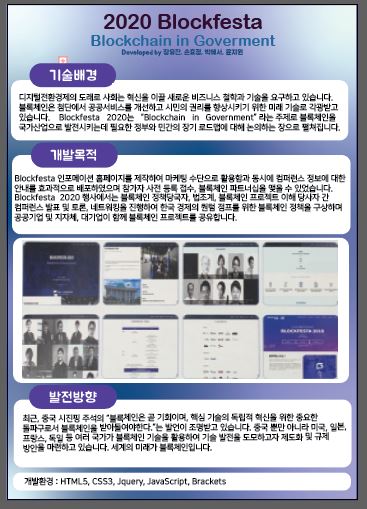 2020 Blockfesta
Blockchain in Goverment
Developed by 장유진, 손효정, 박혜서, 윤자원
기술배경
디지털전환경제의 도래로 사회는 혁신을 이끌 새로운 비즈니스 철학과 기술을 요구하고 있습니다.
블록체인은 첨단에서 공공서비스를 개선하고 시민의 권리를 향상시키기 위한 미래 기술로 각광받고
있습니다. Blockfesta 2020는 "Blockchain in Government" 라는 주제로 블록체인을
국가산업으로 발전시키는데 필요한 정부와 민간의 장기 로드맵에 대해 논의하는 장으로 펼쳐집니다.
개발목적
Blockfesta 인포메이션 홈페이지를 제작하여 마케팅 수단으로 활용함과 동시에 컴퍼런스 정보에 대한
안내를 효과적으로 배포하였으며 참가자 사전 등록 접수, 블록체인 파트너십을 맺을 수 있었습니다.
Blockfesta 2020 행사에서는 블록체인 정책당국자, 법조계, 블록체인 프로젝트 이해 당사자 간
컨퍼런스 발표 및 토론, 네트워킹을 진행하여 한국 경제의 퀀텀 점프를 위한 블록체인 정책을 구상하며
공공기업 및 지자체, 대기업이 함께 블록체인 프로젝트를 공유합니다.
BLOCKFESTA 2019
발전방향
최근, 중국 시진핑 주석의 "블록체인은 곧 기회이며, 핵심 기술의 독립적 혁신을 위한 중요한
돌파구로서 블록체인을 받아들여야한다."는 발언이 조명받고 있습니다. 중국 뿐만 아니라 미국, 일본,
프랑스, 독일 등 여러 국가가 블록체인 기술을 활용하여 기술 발전을 도모하고자 제도화 및 규제
방안을 마련하고 있습니다. 세계의 미래가 블록체인입니다.
개발환경 : HTML5, CSS3, Jquery, JavaScript, Brackets